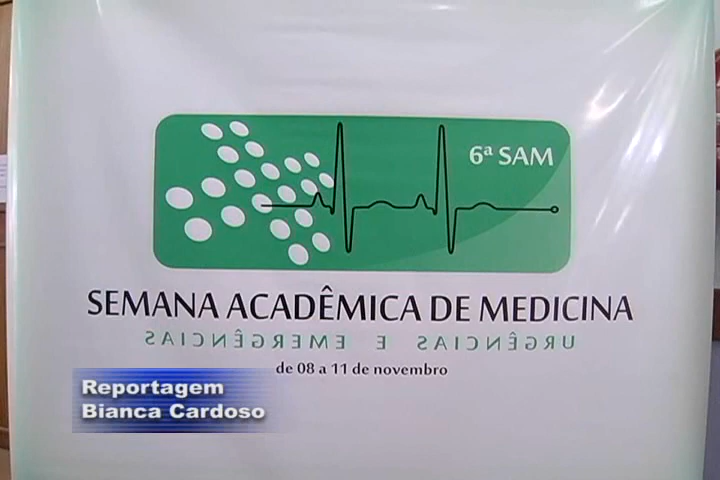 6ª SAM
SEMANA ACADÊMICA DE MEDICINA
URGÊNCIAS E EMERGÊNCIAS
de 08 a 11 de novembro
Reportagem
Bianca Cardoso